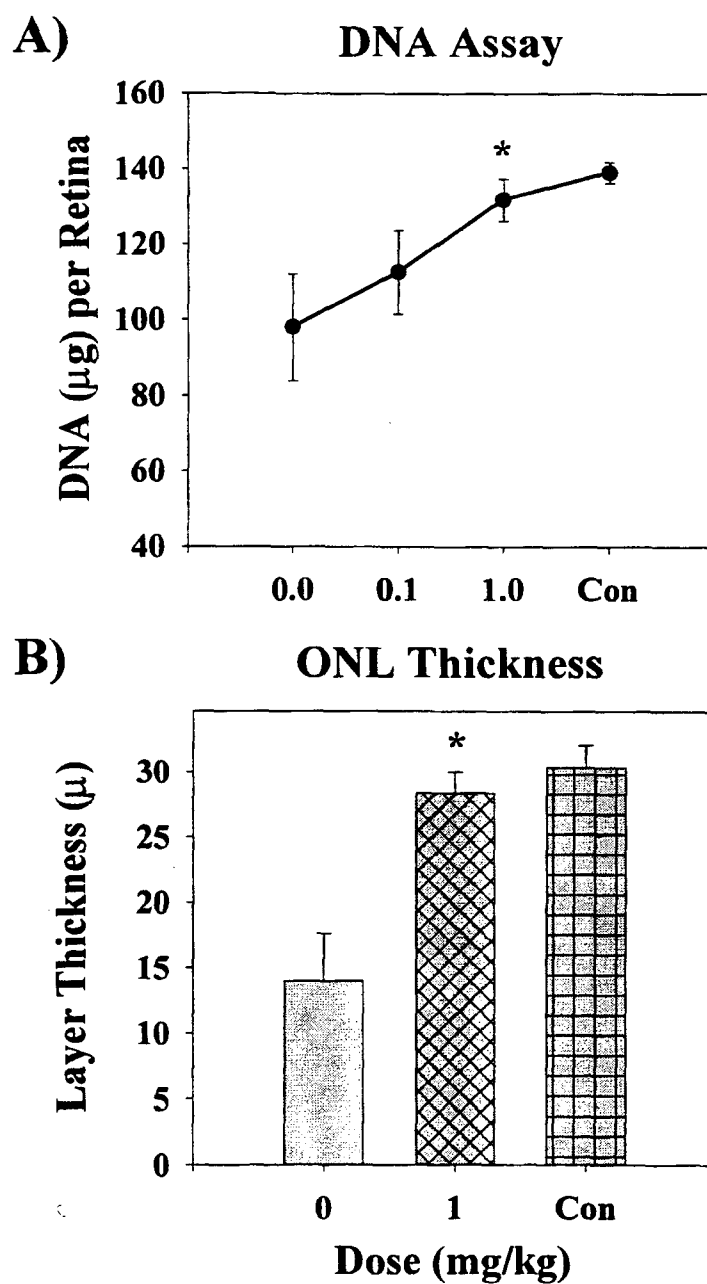 A)
DNA Assay
DNA (μg) per Retina
160
140
120
100
80
60
40
*
0.0 0.1 1.0 Con
B)
ONL Thickness
Layer Thickness (μ)
30
25
20
15
10
5
0
*
0 1 Con
Dose (mg/kg)